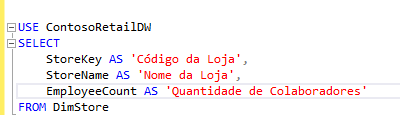 USE ContosoRetailDW
SELECT
StoreKey AS 'Código da Loja',
StoreName AS 'Nome da Loja',
EmployeeCount AS 'Quantidade de Colaboradores'
FROM DimStore